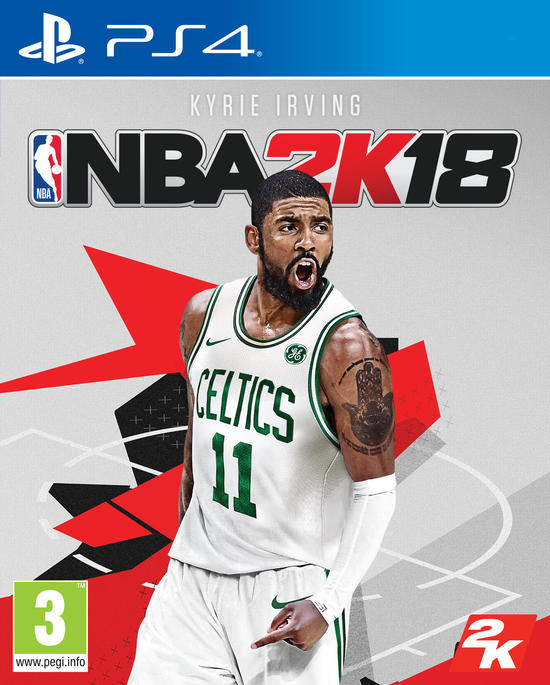 PS4
KYRIE IRVING
NBA2K18
NBA
CELTICS
11
3
www.pegi.info
2K